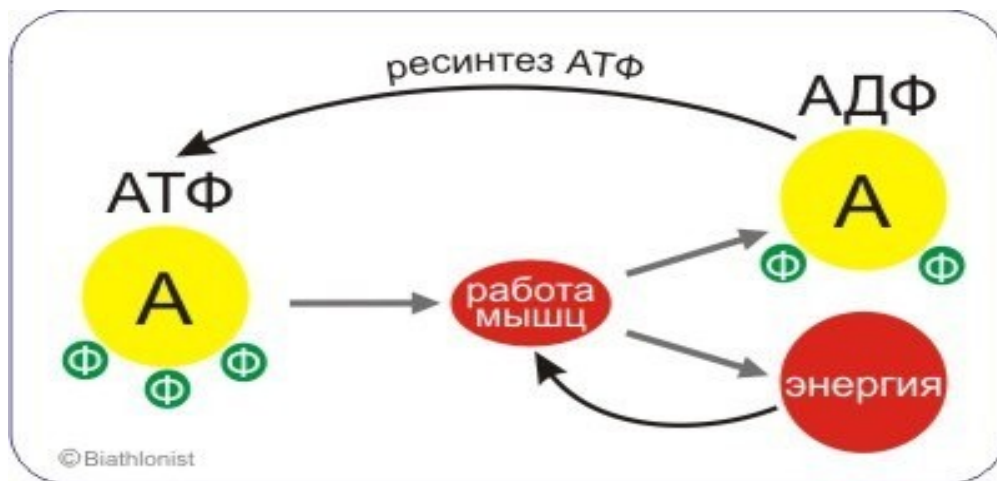 ресинтез АТФ
АДФ
А
Ф Ф
АТФ
А
Ф Ф Ф
работа
мышц
энергия
©Biathlonist